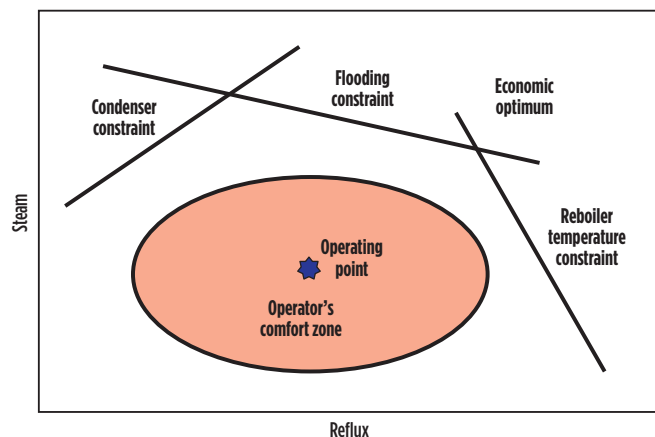 Flooding
constraint
Economic
optimum
Condenser
constraint
Steam
Reboiler
temperature
constraint
Operating
point
Operator’s
comfort zone
Reflux